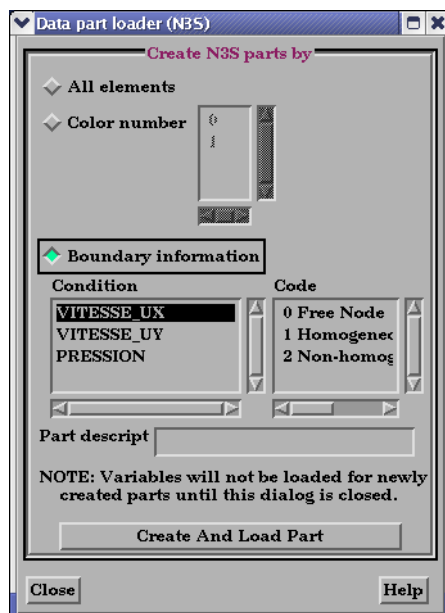 Data part loader (N3S)
Create N3S parts by
All elements
Color number
0
1
Boundary information
Condition
Code
VITESSE_UX
VITESSE_UY
PRESSION
0 Free Node
1 Homogenec
2 Non-homog
Part descript
NOTE: Variables will not be loaded for newly
created parts until this dialog is closed.
Create And Load Part
Close
Help